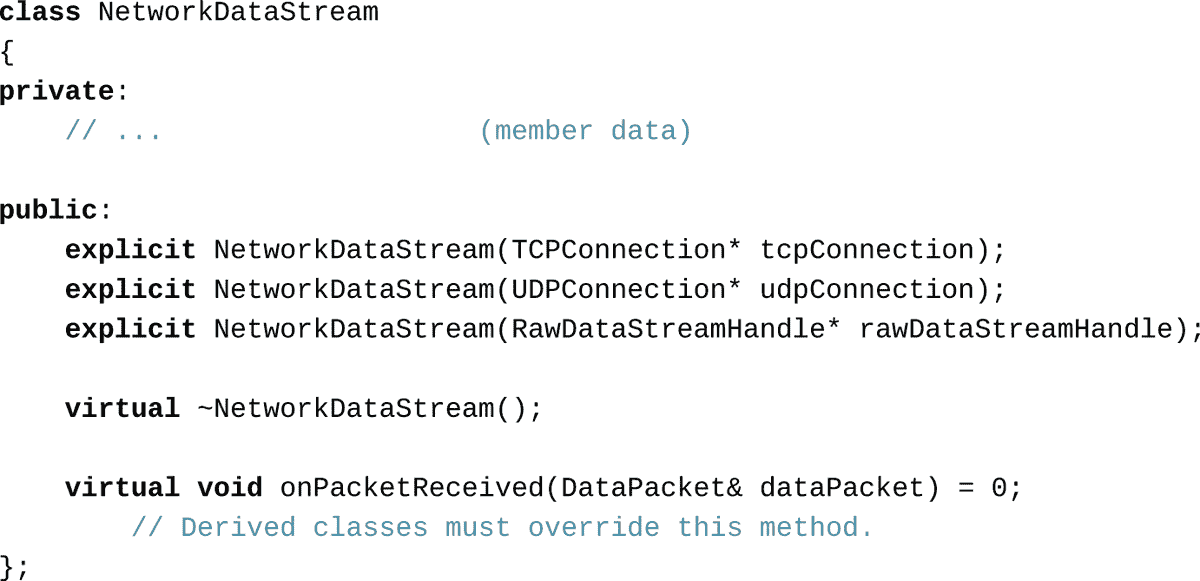 class NetworkDataStream
{
private:
    // ...                   (member data)

public:
    explicit NetworkDataStream(TCPConnection* tcpConnection);
    explicit NetworkDataStream(UDPConnection* udpConnection);
    explicit NetworkDataStream(RawDataStreamHandle* rawDataStreamHandle);

    virtual ~NetworkDataStream();

    virtual void onPacketReceived(DataPacket& dataPacket) = 0;
        // Derived classes must override this method.
};